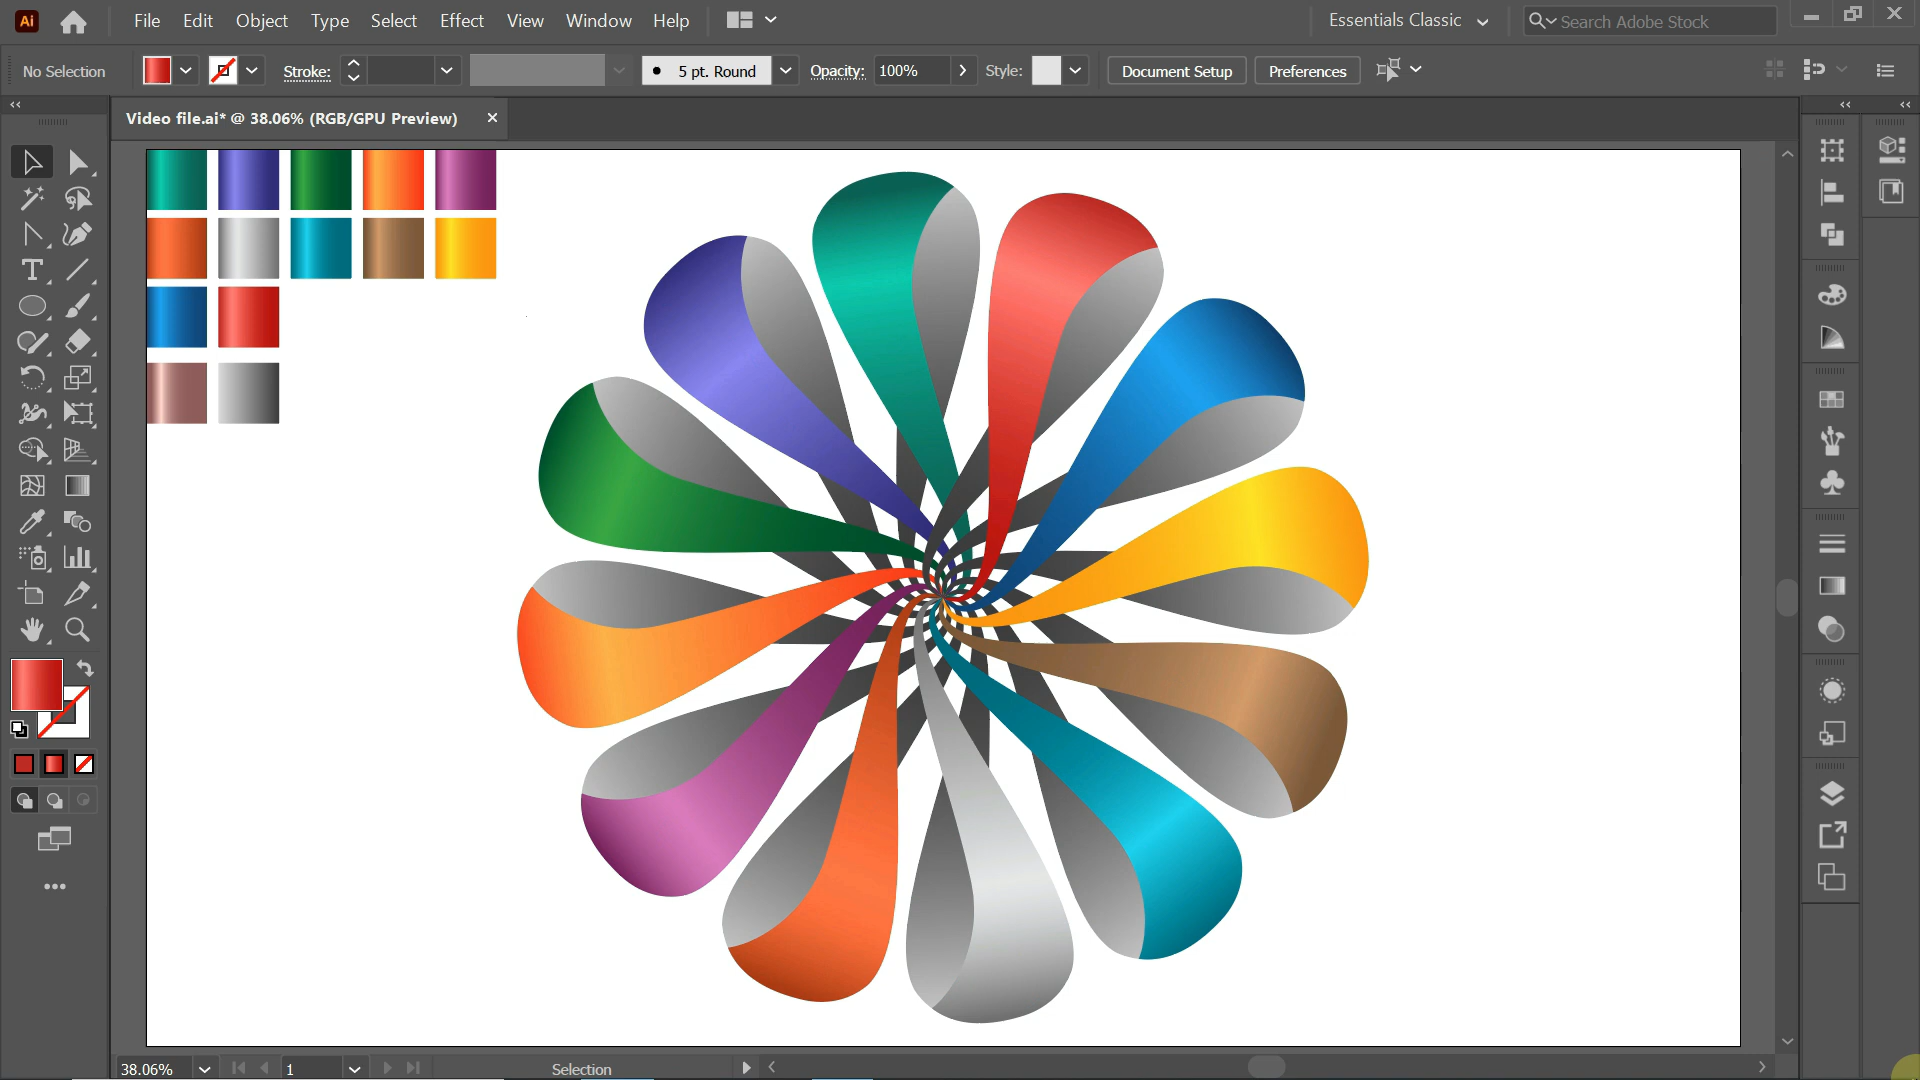 Ai File Edit Object Type Select Effect View Window Help Essentials Classic Search Adobe Stock
No Selection Stroke: 5 pt. Round Opacity: 100% Style: Document Setup Preferences
Video file.ai* @ 38.06% (RGB/GPU Preview)
38.06% 1 Selection